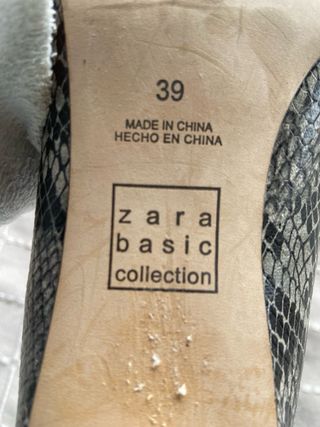 39
MADE IN CHINA
HECHO EN CHINA
zara
basic
collection